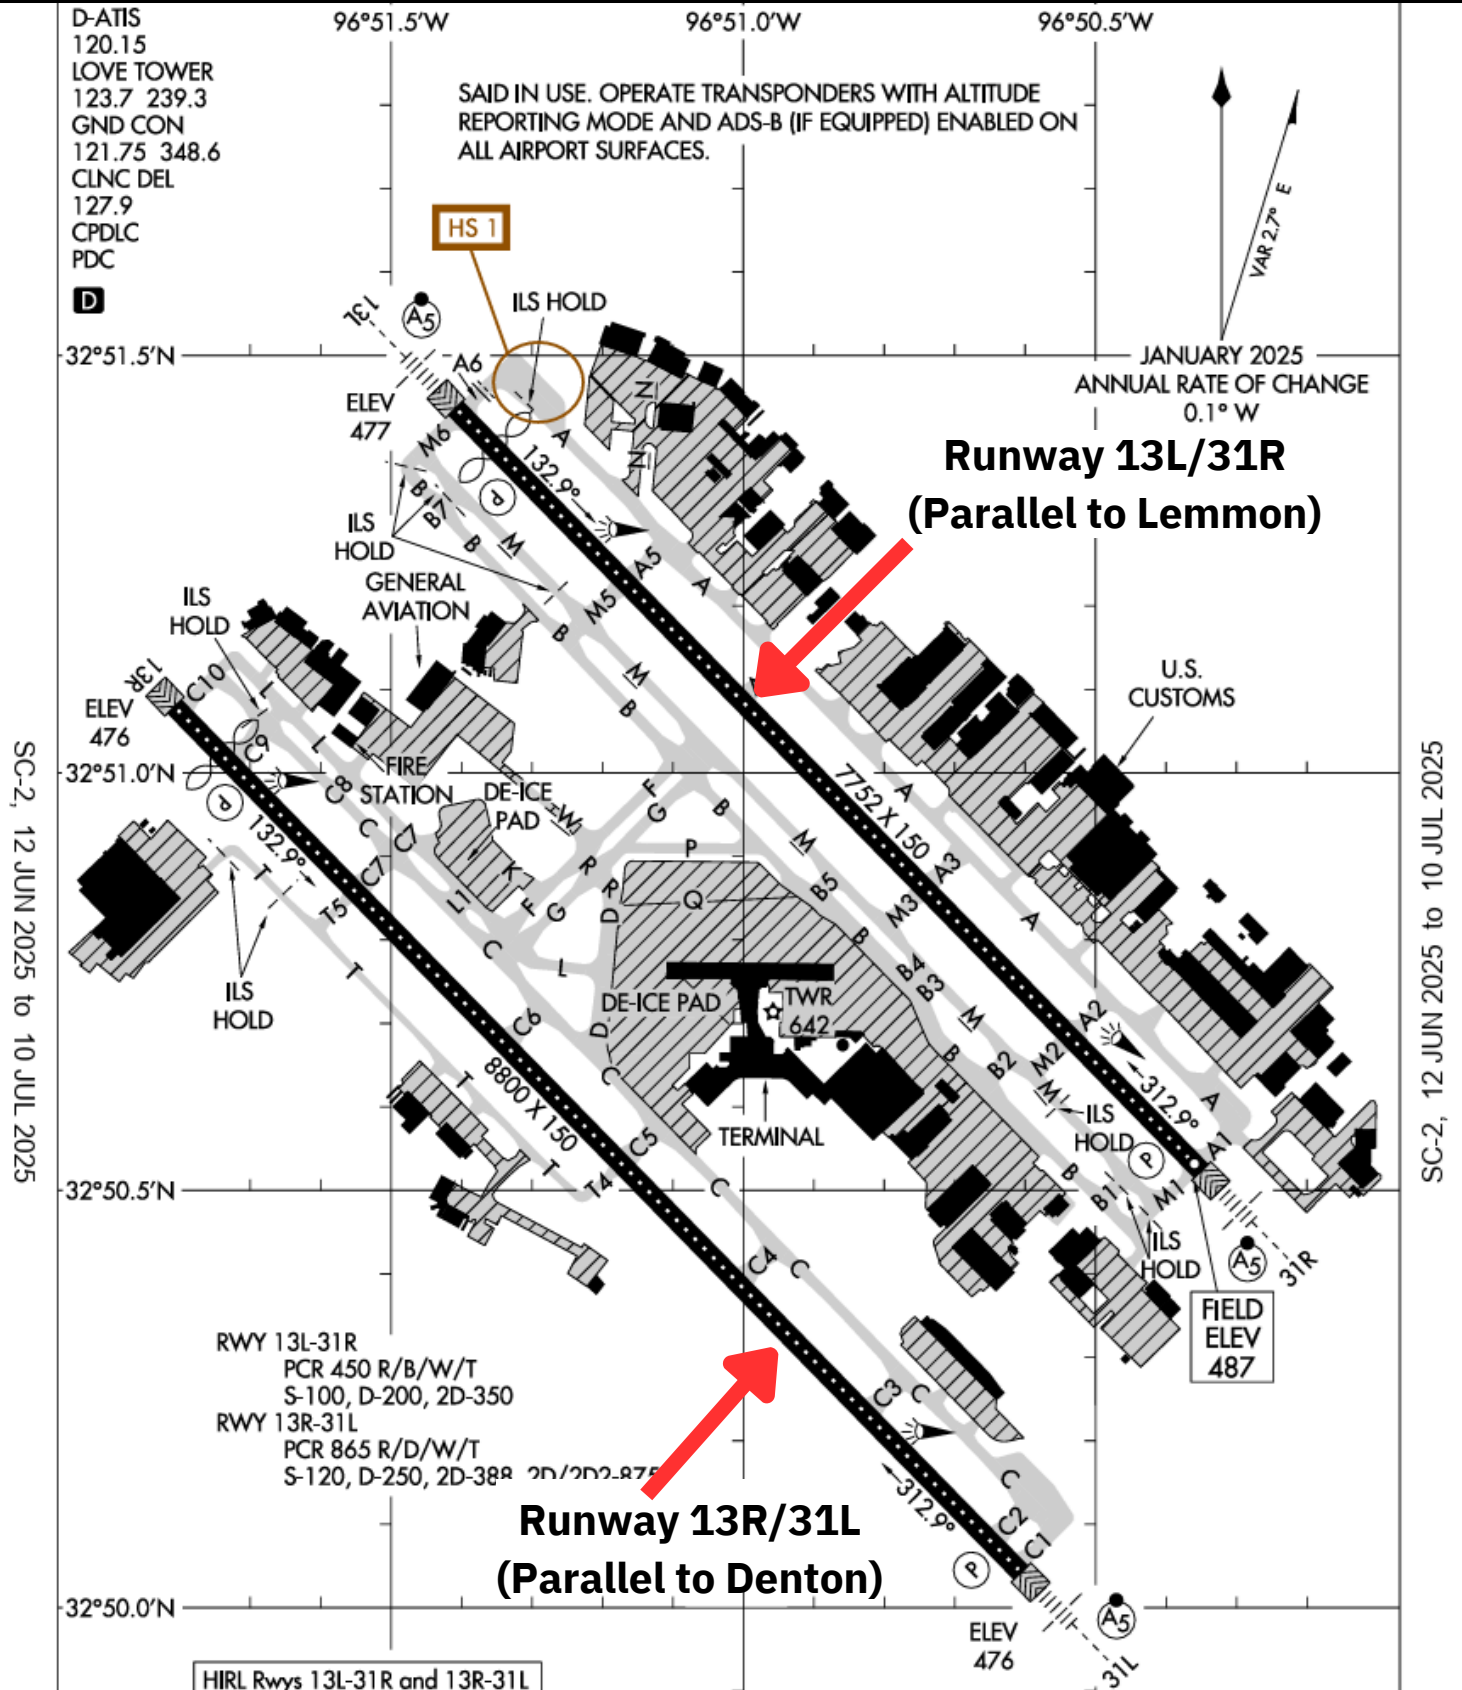 D-ATIS
120.15
LOVE TOWER
123.7 239.3
GND CON
121.75 348.6
CLNC DEL
127.9
CPDLC
PDC
D
96°51.5'W
96°51.0'W
96°50.5'W
SAID IN USE. OPERATE TRANSPONDERS WITH ALTITUDE
REPORTING MODE AND ADS-B (IF EQUIPPED) ENABLED ON
ALL AIRPORT SURFACES.
VAR 2.7° E
JANUARY 2025
ANNUAL RATE OF CHANGE
0.1° W
HS 1
ILS HOLD
13L
A5
32°51.5'N
A6
ELEV
477
M6
A
N
N
132.9°
P
Runway 13L/31R
(Parallel to Lemmon)
B
B7
B
M
ILS
HOLD
A5
A
M5
B
GENERAL
AVIATION
ILS
HOLD
M
B
U.S.
CUSTOMS
13R
C10
L
ELEV
476
L
C9
C8
P
132.9°
32°51.0'N
FIRE
STATION
DE-ICE
PAD
W
F
G
B
M
7752 X 150
A
A3
C
C7
C7
K
L1
F
G
R
R
P
Q
D
B5
M3
B
A
T
T5
T
ILS
HOLD
C
L
B4
B3
M
A2
DE-ICE PAD
TWR
642
C6
D
C
B
B2
M2
M
312.9°
A
A1
ILS
HOLD
P
8800 X 150
T
T
T4
C5
TERMINAL
32°50.5'N
C
B
B1
M1
ILS
HOLD
A5
31R
C4
C
FIELD
ELEV
487
RWY 13L-31R
PCR 450 R/B/W/T
S-100, D-200, 2D-350
RWY 13R-31L
PCR 865 R/D/W/T
S-120, D-250, 2D-388, 2D/2D2-875
C3
C
312.9°
C
C2
C1
P
Runway 13R/31L
(Parallel to Denton)
32°50.0'N
A5
ELEV
476
31L
HIRL Rwys 13L-31R and 13R-31L
SC-2, 12 JUN 2025 to 10 JUL 2025
SC-2, 12 JUN 2025 to 10 JUL 2025